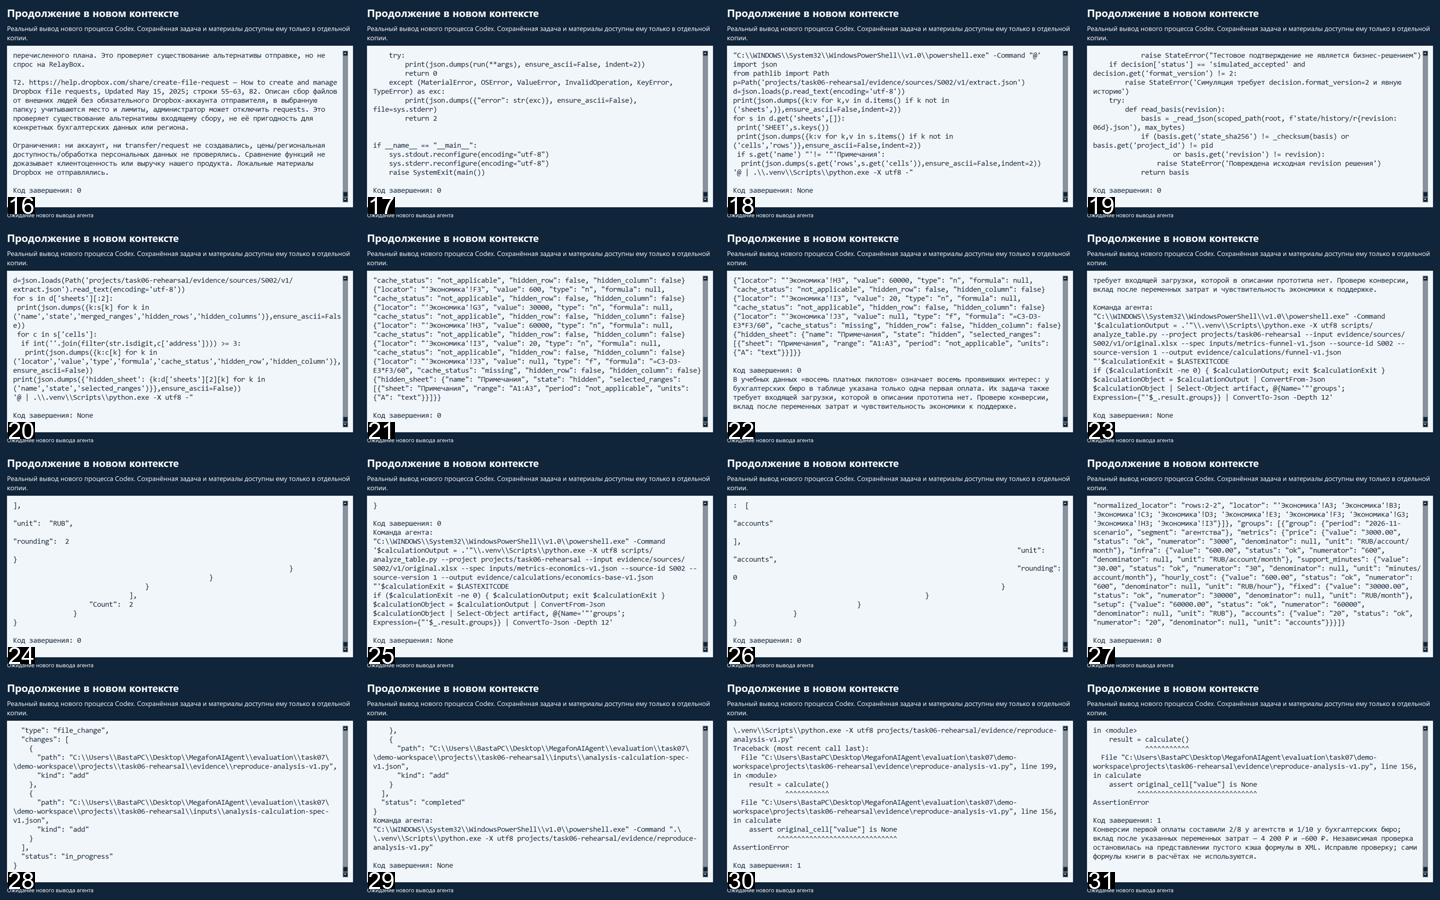 Продолжение в новом контексте
Реальный вывод нового процесса Codex. Сохранённая задача и материалы доступны ему только в отдельной
копии.
перечисленного плана. Это проверяет существование альтернативы отправке, но не
спрос на RelayBox.
T2. https://help.dropbox.com/share/create-file-request — How to create and manage
Dropbox file requests, Updated May 15, 2025; строки 55-63, 82. Описан сбор файлов
от внешних людей без обязательного Dropbox-аккаунта отправителя, в выбранную
папку; учитываются место и лимиты, администратор может отключить requests. Это
проверяет существование альтернативы входящему сбору, не её пригодность для
конкретных бухгалтерских данных или региона.
Ограничения: ни аккаунт, ни transfer/request не создавались, цены/региональная
доступность/обработка персональных данных не проверялись. Сравнение функций не
доказывает клиентоценность или выручку нашего продукта. Локальные материалы
Dropbox не отправлялись.
Код завершения: 0
16
Ожидание нового вывода агента
Продолжение в новом контексте
Реальный вывод нового процесса Codex. Сохранённая задача и материалы доступны ему только в отдельной
копии.
try:
print(json.dumps(run(**args), ensure_ascii=False, indent=2))
return 0
except (MaterialError, OSError, ValueError, InvalidOperation, KeyError,
TypeError) as exc:
print(json.dumps({"error": str(exc)}, ensure_ascii=False),
file=sys.stderr)
return 2
if __name__ == "__main__":
sys.stdout.reconfigure(encoding="utf-8")
sys.stderr.reconfigure(encoding="utf-8")
raise SystemExit(main())
Код завершения: 0
17
Ожидание нового вывода агента
Продолжение в новом контексте
Реальный вывод нового процесса Codex. Сохранённая задача и материалы доступны ему только в отдельной
копии.
"C:\\WINDOWS\\System32\\WindowsPowerShell\\v1.0\\powershell.exe" -Command "@'
import json
from pathlib import Path
p=Path('projects/task06-rehearsal/evidence/sources/S002/v1/extract.json')
d=json.loads(p.read_text(encoding='utf-8'))
print(json.dumps({k:v for k,v in d.items() if k not in
('sheets',)},ensure_ascii=False,indent=2))
for s in d.get('sheets',[]):
print('SHEET',s.keys())
print(json.dumps({k:v for k,v in s.items() if k not in
('cells','rows')},ensure_ascii=False,indent=2))
if s.get('name') "'!= '"'Примечания':
print(json.dumps(s.get('rows',s.get('cells')),ensure_ascii=False,indent=2))
'@ | .\\.venv\\Scripts\\python.exe -X utf8 -"
Код завершения: None
18
Ожидание нового вывода агента
Продолжение в новом контексте
Реальный вывод нового процесса Codex. Сохранённая задача и материалы доступны ему только в отдельной
копии.
raise StateError("Тестовое подтверждение не является бизнес-решением")
if decision['status'] == 'simulated_accepted' and
decision.get('format_version') != 2:
raise StateError('Симуляция требует decision.format_version=2 и явную
историю')
try:
def read_basis(revision):
basis = _read_json(scoped_path(root, f'state/history/r{revision:
06d}.json'), max_bytes)
if (basis.get('state_sha256') != _checksum(basis) or
basis.get('project_id') != pid
or basis.get('revision') != revision):
raise StateError('Повреждена исходная revision решения')
return basis
Код завершения: 0
19
Ожидание нового вывода агента
Продолжение в новом контексте
Реальный вывод нового процесса Codex. Сохранённая задача и материалы доступны ему только в отдельной
копии.
d=json.loads(Path('projects/task06-rehearsal/evidence/sources/S002/v1/
extract.json').read_text(encoding='utf-8'))
for s in d['sheets'][:2]:
print(json.dumps({k:s[k] for k in
('name','state','merged_ranges','hidden_rows','hidden_columns')},ensure_ascii=Fals
e))
for c in s['cells']:
if int(''.join(filter(str.isdigit,c['address']))) >= 3:
print(json.dumps({k:c[k] for k in
('locator','value','type','formula','cache_status','hidden_row','hidden_column')},
ensure_ascii=False))
print(json.dumps({'hidden_sheet': {k:d['sheets'][2][k] for k in
('name','state','selected_ranges')}},ensure_ascii=False))
'@ | .\\.venv\\Scripts\\python.exe -X utf8 -"
Код завершения: None
20
Ожидание нового вывода агента
Продолжение в новом контексте
Реальный вывод нового процесса Codex. Сохранённая задача и материалы доступны ему только в отдельной
копии.
"cache_status": "not_applicable", "hidden_row": false, "hidden_column": false}
{"locator": "'Экономика'!F3", "value": 600, "type": "n", "formula": null,
"cache_status": "not_applicable", "hidden_row": false, "hidden_column": false}
{"locator": "'Экономика'!G3", "value": 30000, "type": "n", "formula": null,
"cache_status": "not_applicable", "hidden_row": false, "hidden_column": false}
{"locator": "'Экономика'!H3", "value": 60000, "type": "n", "formula": null,
"cache_status": "not_applicable", "hidden_row": false, "hidden_column": false}
{"locator": "'Экономика'!I3", "value": 20, "type": "n", "formula": null,
"cache_status": "not_applicable", "hidden_row": false, "hidden_column": false}
{"locator": "'Экономика'!J3", "value": null, "type": "f", "formula": "=C3-D3-
E3*F3/60", "cache_status": "missing", "hidden_row": false, "hidden_column": false}
{"hidden_sheet": {"name": "Примечания", "state": "hidden", "selected_ranges":
[{"sheet": "Примечания", "range": "A1:A3", "period": "not_applicable", "units":
{"A": "text"}}]}}
Код завершения: 0
21
Ожидание нового вывода агента
Продолжение в новом контексте
Реальный вывод нового процесса Codex. Сохранённая задача и материалы доступны ему только в отдельной
копии.
{"locator": "'Экономика'!H3", "value": 60000, "type": "n", "formula": null,
"cache_status": "not_applicable", "hidden_row": false, "hidden_column": false}
{"locator": "'Экономика'!I3", "value": 20, "type": "n", "formula": null,
"cache_status": "not_applicable", "hidden_row": false, "hidden_column": false}
{"locator": "'Экономика'!J3", "value": null, "type": "f", "formula": "=C3-D3-
E3*F3/60", "cache_status": "missing", "hidden_row": false, "hidden_column": false}
{"hidden_sheet": {"name": "Примечания", "state": "hidden", "selected_ranges":
[{"sheet": "Примечания", "range": "A1:A3", "period": "not_applicable", "units":
{"A": "text"}}]}}
Код завершения: 0
В учебных данных «восемь платных пилотов» означает восемь проявивших интерес: у
бухгалтерских бюро в таблице указана только одна первая оплата. Их задача также
требует входящей загрузки, которой в описании прототипа нет. Проверю конверсии,
вклад после переменных затрат и чувствительность экономики к поддержке.
22
Ожидание нового вывода агента
Продолжение в новом контексте
Реальный вывод нового процесса Codex. Сохранённая задача и материалы доступны ему только в отдельной
копии.
требует входящей загрузки, которой в описании прототипа нет. Проверю конверсии,
вклад после переменных затрат и чувствительность экономики к поддержке.
Команда агента:
"C:\\WINDOWS\\System32\\WindowsPowerShell\\v1.0\\powershell.exe" -Command
'$calculationOutput = .'"\\.venv\\Scripts\\python.exe -X utf8 scripts/
analyze_table.py --project projects/task06-rehearsal --input evidence/sources/
S002/v1/original.xlsx --spec inputs/metrics-funnel-v1.json --source-id S002 --
source-version 1 --output evidence/calculations/funnel-v1.json
"'$calculationExit = $LASTEXITCODE
if ($calculationExit -ne 0) { $calculationOutput; exit $calculationExit }
$calculationObject = $calculationOutput | ConvertFrom-Json
$calculationObject | Select-Object artifact, @{Name='"'groups';
Expression={"'$_.result.groups}} | ConvertTo-Json -Depth 12'
Код завершения: None
23
Ожидание нового вывода агента
Продолжение в новом контексте
Реальный вывод нового процесса Codex. Сохранённая задача и материалы доступны ему только в отдельной
копии.
],
"unit": "RUB",
"rounding": 2
}
}
}
}
],
"Count": 2
}
}
Код завершения: 0
24
Ожидание нового вывода агента
Продолжение в новом контексте
Реальный вывод нового процесса Codex. Сохранённая задача и материалы доступны ему только в отдельной
копии.
}
Код завершения: 0
Команда агента:
"C:\\WINDOWS\\System32\\WindowsPowerShell\\v1.0\\powershell.exe" -Command
'$calculationOutput = .'"\\.venv\\Scripts\\python.exe -X utf8 scripts/
analyze_table.py --project projects/task06-rehearsal --input evidence/sources/
S002/v1/original.xlsx --spec inputs/metrics-economics-v1.json --source-id S002 --
source-version 1 --output evidence/calculations/economics-base-v1.json
"'$calculationExit = $LASTEXITCODE
if ($calculationExit -ne 0) { $calculationOutput; exit $calculationExit }
$calculationObject = $calculationOutput | ConvertFrom-Json
$calculationObject | Select-Object artifact, @{Name='"'groups';
Expression={"'$_.result.groups}} | ConvertTo-Json -Depth 12'
Код завершения: None
25
Ожидание нового вывода агента
Продолжение в новом контексте
Реальный вывод нового процесса Codex. Сохранённая задача и материалы доступны ему только в отдельной
копии.
: [
"accounts"
],
"unit":
"accounts",
"rounding":
0
}
}
}
}
}
Код завершения: 0
26
Ожидание нового вывода агента
Продолжение в новом контексте
Реальный вывод нового процесса Codex. Сохранённая задача и материалы доступны ему только в отдельной
копии.
"normalized_locator": "rows:2-2", "locator": "'Экономика'!A3; 'Экономика'!B3;
'Экономика'!C3; 'Экономика'!D3; 'Экономика'!E3; 'Экономика'!F3; 'Экономика'!G3;
'Экономика'!H3; 'Экономика'!I3"}]}, "groups": [{"group": {"period": "2026-11-
scenario", "segment": "агентства"}, "metrics": {"price": {"value": "3000.00",
"status": "ok", "numerator": "3000", "denominator": null, "unit": "RUB/account/
month"}, "infra": {"value": "600.00", "status": "ok", "numerator": "600",
"denominator": null, "unit": "RUB/account/month"}, "support_minutes": {"value":
"30.00", "status": "ok", "numerator": "30", "denominator": null, "unit": "minutes/
account/month"}, "hourly_cost": {"value": "600.00", "status": "ok", "numerator":
"600", "denominator": null, "unit": "RUB/hour"}, "fixed": {"value": "30000.00",
"status": "ok", "numerator": "30000", "denominator": null, "unit": "RUB/month"},
"setup": {"value": "60000.00", "status": "ok", "numerator": "60000",
"denominator": null, "unit": "RUB"}, "accounts": {"value": "20", "status": "ok",
"numerator": "20", "denominator": null, "unit": "accounts"}}}]}
Код завершения: 0
27
Ожидание нового вывода агента
Продолжение в новом контексте
Реальный вывод нового процесса Codex. Сохранённая задача и материалы доступны ему только в отдельной
копии.
"type": "file_change",
"changes": [
{
"path": "C:\\Users\\BastaPC\\Desktop\\MegafonAIAgent\\evaluation\\task07\
\demo-workspace\\projects\\task06-rehearsal\\evidence\\reproduce-analysis-v1.py",
"kind": "add"
},
{
"path": "C:\\Users\\BastaPC\\Desktop\\MegafonAIAgent\\evaluation\\task07\
\demo-workspace\\projects\\task06-rehearsal\\inputs\\analysis-calculation-spec-
v1.json",
"kind": "add"
}
],
"status": "in_progress"
}
28
Ожидание нового вывода агента
Продолжение в новом контексте
Реальный вывод нового процесса Codex. Сохранённая задача и материалы доступны ему только в отдельной
копии.
},
{
"path": "C:\\Users\\BastaPC\\Desktop\\MegafonAIAgent\\evaluation\\task07\
\demo-workspace\\projects\\task06-rehearsal\\inputs\\analysis-calculation-spec-
v1.json",
"kind": "add"
}
],
"status": "completed"
}
Команда агента:
"C:\\WINDOWS\\System32\\WindowsPowerShell\\v1.0\\powershell.exe" -Command ".\
\.venv\\Scripts\\python.exe -X utf8 projects/task06-rehearsal/evidence/reproduce-
analysis-v1.py"
Код завершения: None
29
Ожидание нового вывода агента
Продолжение в новом контексте
Реальный вывод нового процесса Codex. Сохранённая задача и материалы доступны ему только в отдельной
копии.
\.venv\\Scripts\\python.exe -X utf8 projects/task06-rehearsal/evidence/reproduce-
analysis-v1.py"
Traceback (most recent call last):
File "C:\Users\BastaPC\Desktop\MegafonAIAgent\evaluation\task07\demo-
workspace\projects\task06-rehearsal\evidence\reproduce-analysis-v1.py", line 199,
in <module>
result = calculate()
^^^^^^^^^^^
File "C:\Users\BastaPC\Desktop\MegafonAIAgent\evaluation\task07\demo-
workspace\projects\task06-rehearsal\evidence\reproduce-analysis-v1.py", line 156,
in calculate
assert original_cell["value"] is None
^^^^^^^^^^^^^^^^^^^^^^^^^^^^^^
AssertionError
Код завершения: 1
30
Ожидание нового вывода агента
Продолжение в новом контексте
Реальный вывод нового процесса Codex. Сохранённая задача и материалы доступны ему только в отдельной
копии.
in <module>
result = calculate()
^^^^^^^^^^^
File "C:\Users\BastaPC\Desktop\MegafonAIAgent\evaluation\task07\demo-
workspace\projects\task06-rehearsal\evidence\reproduce-analysis-v1.py", line 156,
in calculate
assert original_cell["value"] is None
^^^^^^^^^^^^^^^^^^^^^^^^^^^^^^
AssertionError
Код завершения: 1
Конверсии первой оплаты составили 2/8 у агентств и 1/10 у бухгалтерских бюро;
вклад после указанных переменных затрат — 4 200 ₽ и −600 ₽. Независимая проверка
остановилась на представлении пустого кэша формулы в XML. Исправлю проверку; сами
формулы книги в расчётах не используются.
31
Ожидание нового вывода агента